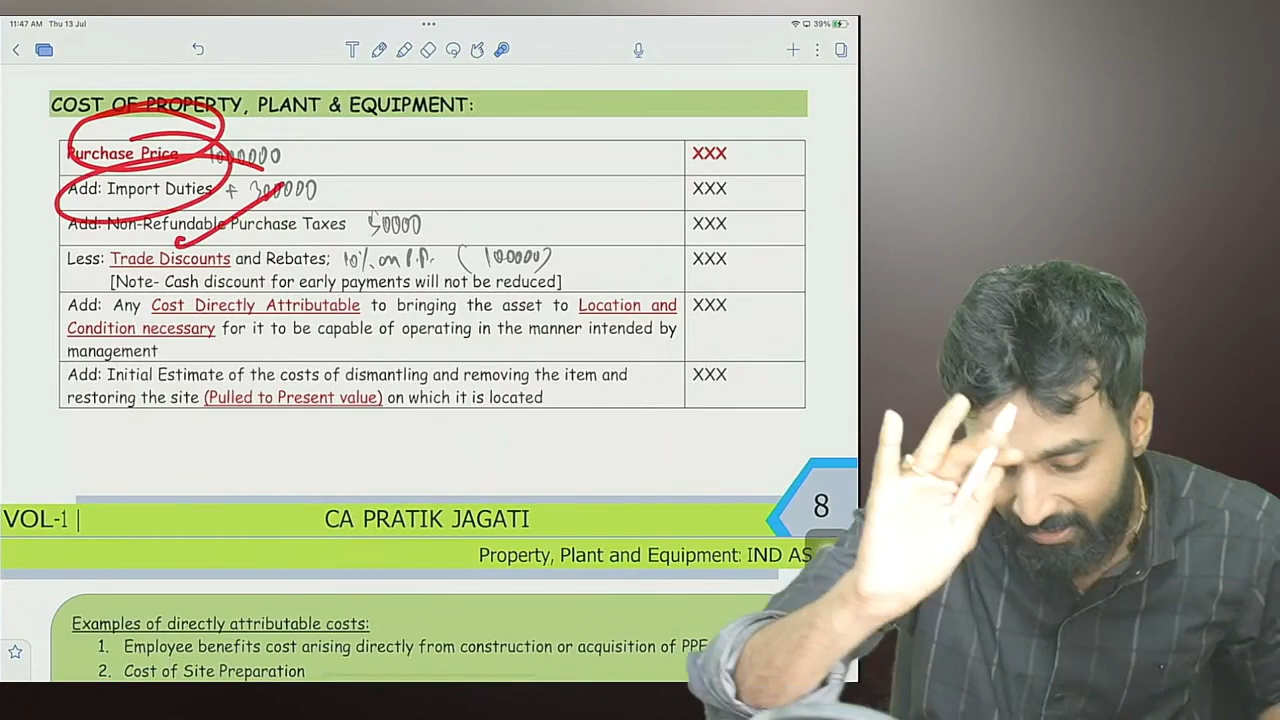 11:47 AM Thu 13 Jul
39%
COST OF PROPERTY, PLANT & EQUIPMENT:
Purchase Price 1000000 XXX
Add: Import Duties + 300000 XXX
Add: Non-Refundable Purchase Taxes 50000 XXX
Less: Trade Discounts and Rebates; 10% on P.P. (100000) XXX
[Note- Cash discount for early payments will not be reduced]
Add: Any Cost Directly Attributable to bringing the asset to Location and XXX
Condition necessary for it to be capable of operating in the manner intended by
management
Add: Initial Estimate of the costs of dismantling and removing the item and XXX
restoring the site (Pulled to Present value) on which it is located
8
VOL-1 | CA PRATIK JAGATI
Property, Plant and Equipment: IND AS
Examples of directly attributable costs:
1. Employee benefits cost arising directly from construction or acquisition of PPE
2. Cost of Site Preparation